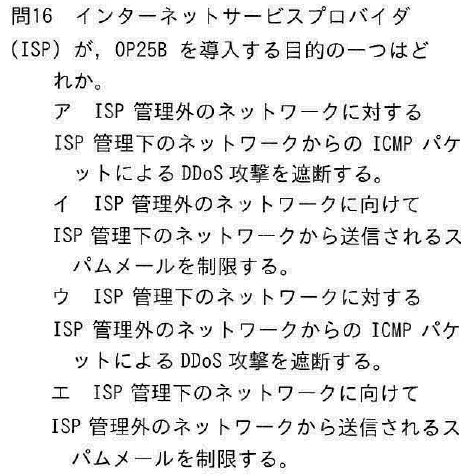 問16 インターネットサービスプロバイダ
(ISP) が, OP25B を導入する目的の一つはど
れか。
ア ISP 管理外のネットワークに対する
ISP 管理下のネットワークからの ICMP パケ
ットによる DDoS 攻撃を遮断する。
イ ISP 管理外のネットワークに向けて
ISP 管理下のネットワークから送信されるス
パムメールを制限する。
ウ ISP 管理下のネットワークに対する
ISP 管理外のネットワークからの ICMP パケ
ットによる DDoS 攻撃を遮断する。
エ ISP 管理下のネットワークに向けて
ISP 管理外のネットワークから送信されるス
パムメールを制限する。